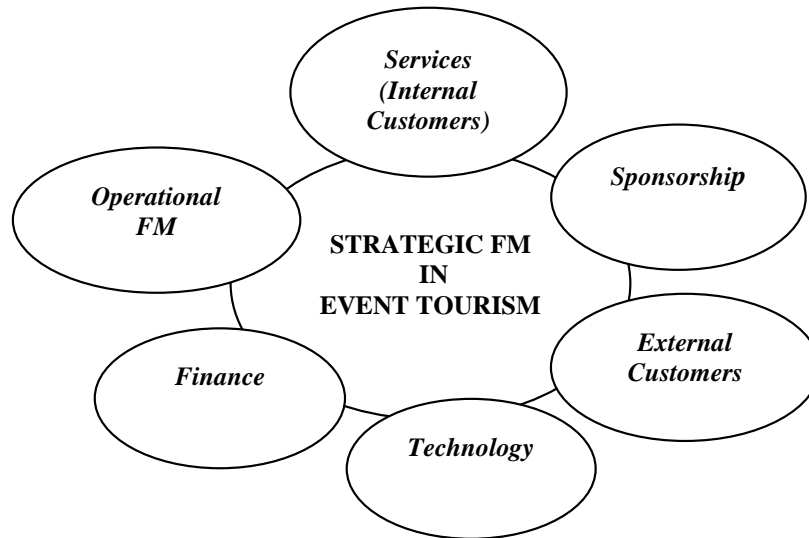 Services
(Internal
Customers)
Sponsorship
Operational
FM
STRATEGIC FM
IN
EVENT TOURISM
External
Customers
Finance
Technology